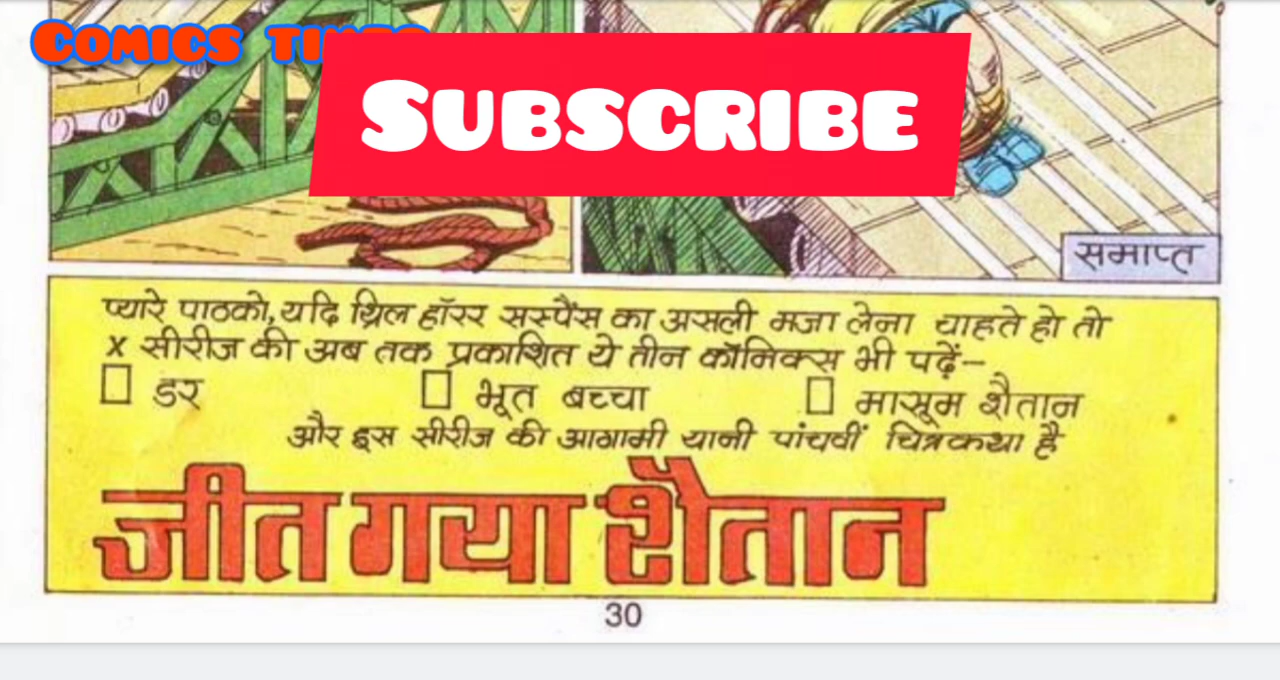 COMICS
SUBSCRIBE
समाप्त
प्यारे पाठको, यदि थ्रिल हॉरर सस्पैंस का असली मजा लेना चाहते हो तो
x सीरीज की अब तक प्रकाशित ये तीन कॉमिक्स भी पढ़ें-
डर भूत बच्चा मासूम शैतान
और इस सीरीज की आगामी यानी पांचवीं चित्रकथा है
जीत गया शैतान
30